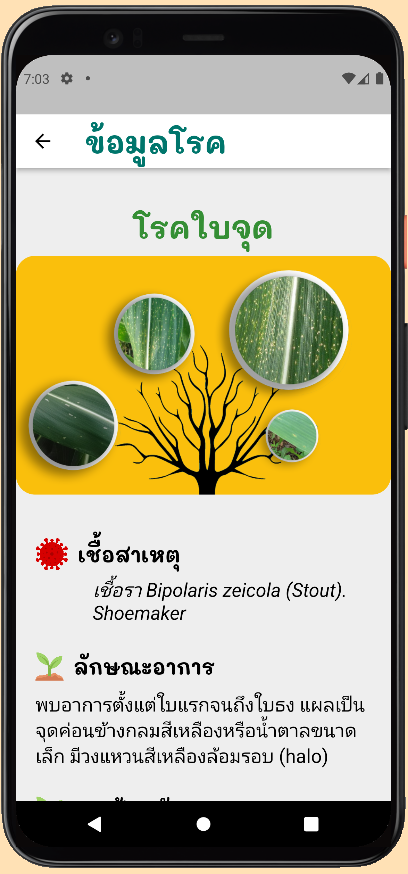 7:03
ข้อมูลโรค
โรคใบจุด
เชื้อสาเหตุ
เชื้อรา Bipolaris zeicola (Stout).
Shoemaker
ลักษณะอาการ
พบอาการตั้งแต่ใบแรกจนถึงใบธง แผลเป็น
จุดค่อนข้างกลมสีเหลืองหรือน้ำตาลขนาด
เล็ก มีวงแหวนสีเหลืองล้อมรอบ (halo)